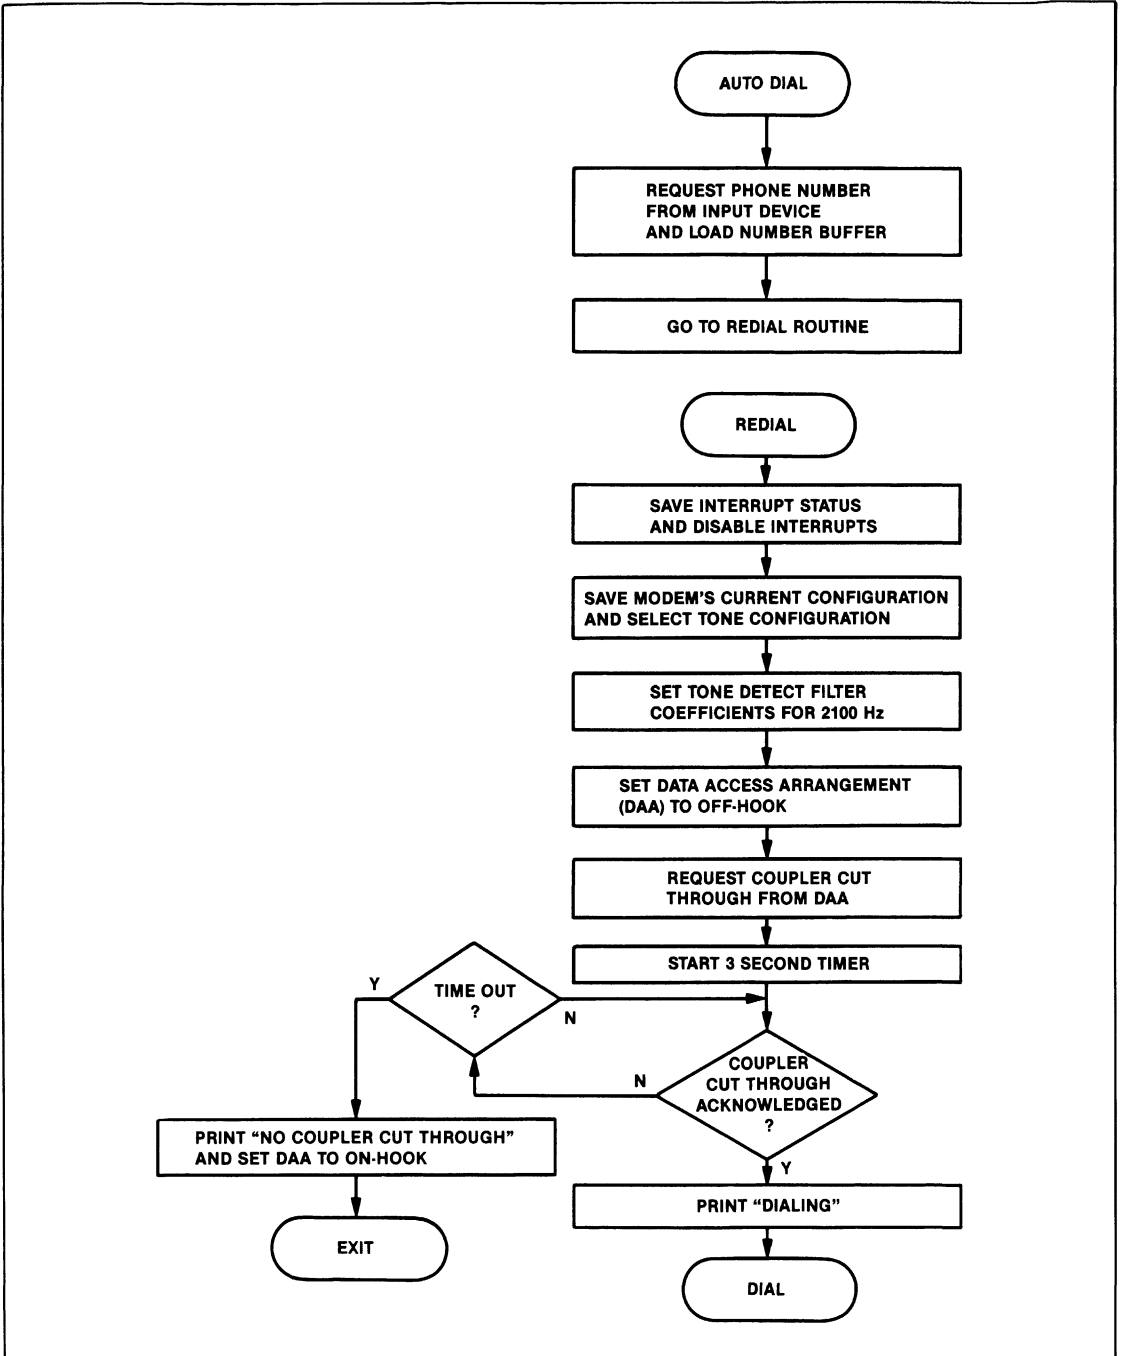 AUTO DIAL
REQUEST PHONE NUMBER
FROM INPUT DEVICE
AND LOAD NUMBER BUFFER
GO TO REDIAL ROUTINE
REDIAL
SAVE INTERRUPT STATUS
AND DISABLE INTERRUPTS
SAVE MODEM'S CURRENT CONFIGURATION
AND SELECT TONE CONFIGURATION
SET TONE DETECT FILTER
COEFFICIENTS FOR 2100 Hz
SET DATA ACCESS ARRANGEMENT
(DAA) TO OFF-HOOK
REQUEST COUPLER CUT
THROUGH FROM DAA
START 3 SECOND TIMER
Y
TIME OUT
?
N
COUPLER
CUT THROUGH
ACKNOWLEDGED
?
N
Y
PRINT “NO COUPLER CUT THROUGH”
AND SET DAA TO ON-HOOK
PRINT “DIALING”
EXIT
DIAL